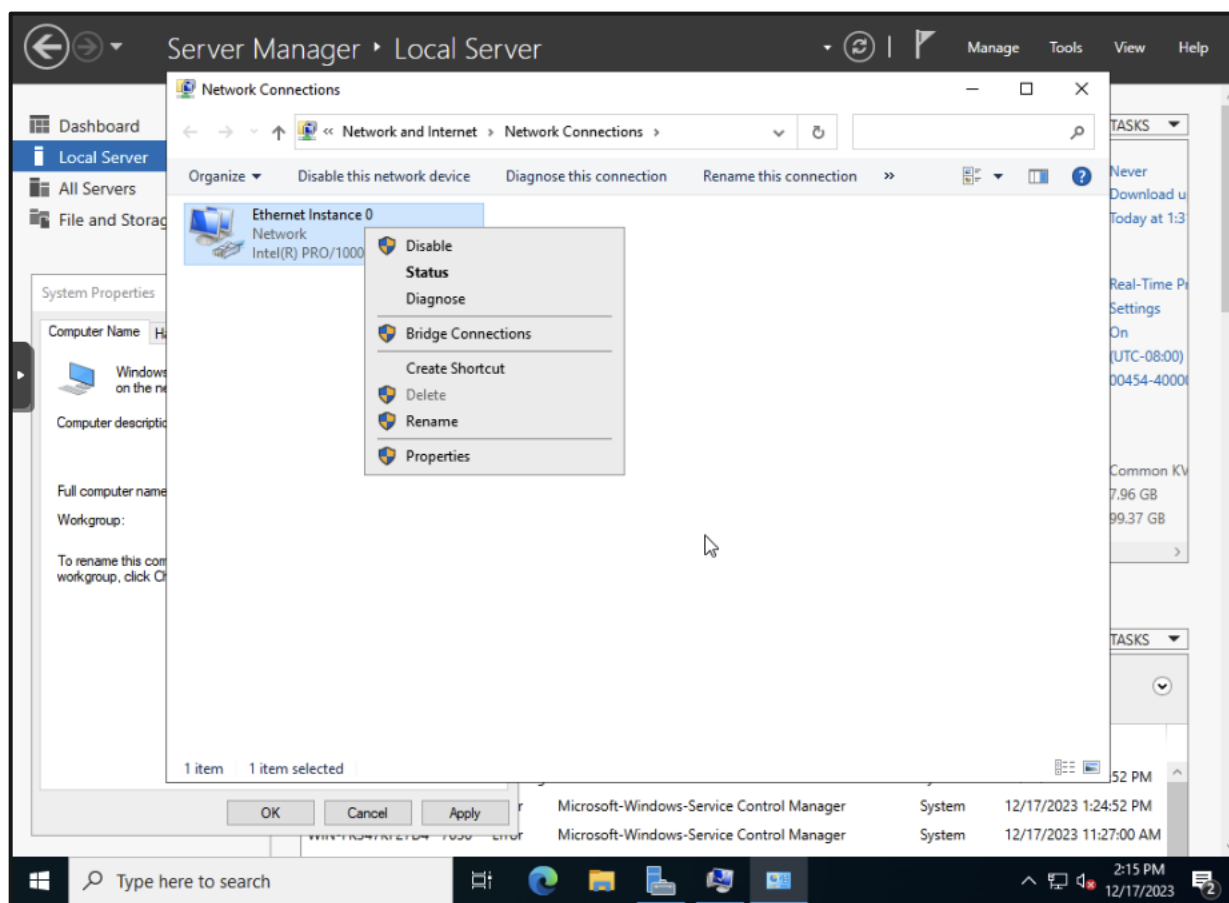 Server Manager ‣ Local Server
Manage Tools View Help
Network Connections
Dashboard
Local Server
All Servers
File and Storag
« Network and Internet > Network Connections >
TASKS
Organize Disable this network device Diagnose this connection Rename this connection »
Never
Download u
Today at 1:3
Real-Time Pr
Settings
On
(UTC-08:00)
00454-4000
Common KV
7.96 GB
99.37 GB
Ethernet Instance 0
Network
Intel(R) PRO/1000
Disable
Status
Diagnose
Bridge Connections
Create Shortcut
Delete
Rename
Properties
System Properties
Computer Name Ha
Windows
on the ne
Computer descriptio
Full computer name
Workgroup:
To rename this com
workgroup, click Ch
TASKS
1 item 1 item selected
:52 PM
OK Cancel Apply
r Microsoft-Windows-Service Control Manager System 12/17/2023 1:24:52 PM
Error Microsoft-Windows-Service Control Manager System 12/17/2023 11:27:00 AM
Type here to search
2:15 PM
12/17/2023
2